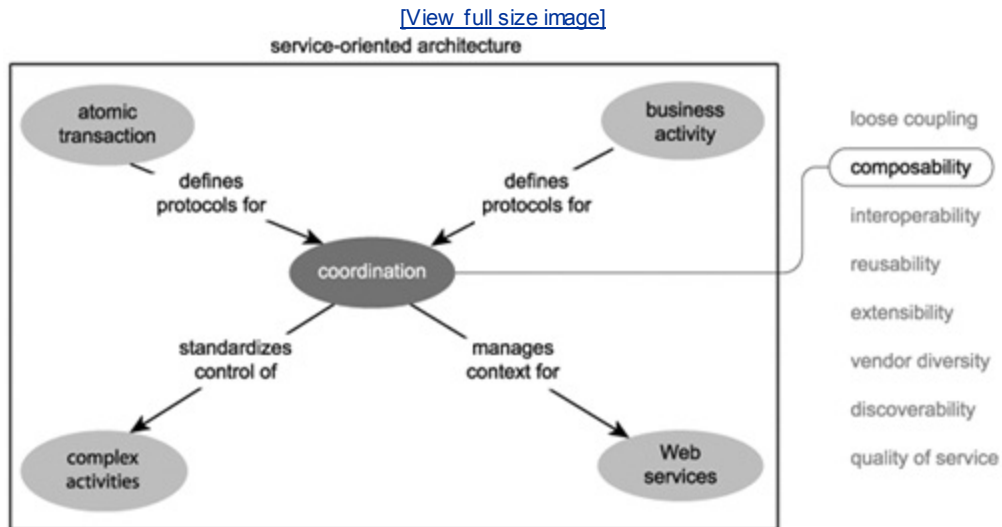 [View full size image]
service-oriented architecture
atomic
transaction
business
activity
defines
protocols for
defines
protocols for
coordination
standardizes
control of
manages
context for
complex
activities
Web
services
loose coupling
composability
interoperability
reusability
extensibility
vendor diversity
discoverability
quality of service